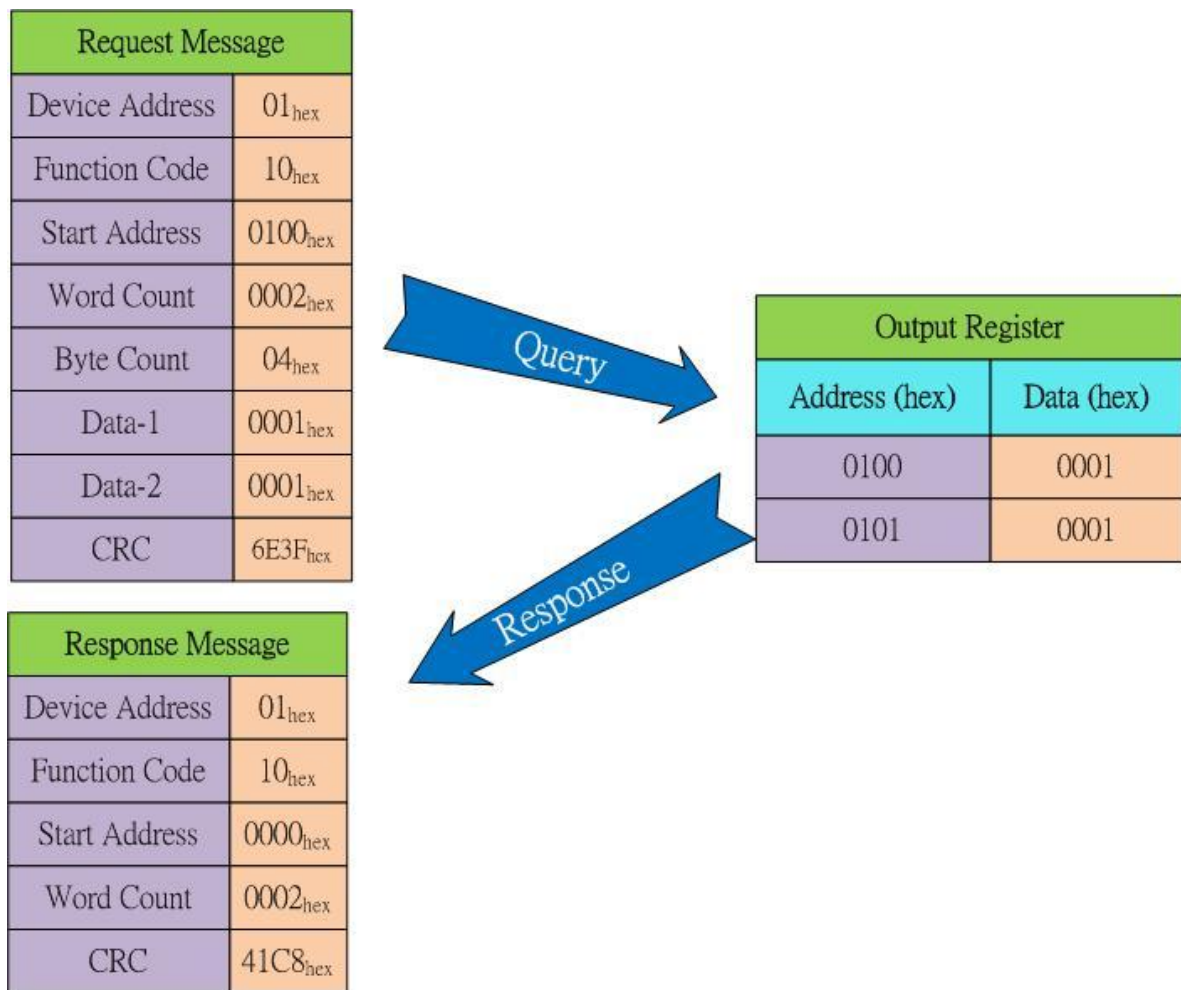 Request Message
Device Address 01hex
Function Code 10hex
Start Address 0100hex
Word Count 0002hex
Byte Count 04hex
Data-1 0001hex
Data-2 0001hex
CRC 6E3Fhex
Query
Output Register
Address (hex) Data (hex)
0100 0001
0101 0001
Response
Response Message
Device Address 01hex
Function Code 10hex
Start Address 0000hex
Word Count 0002hex
CRC 41C8hex